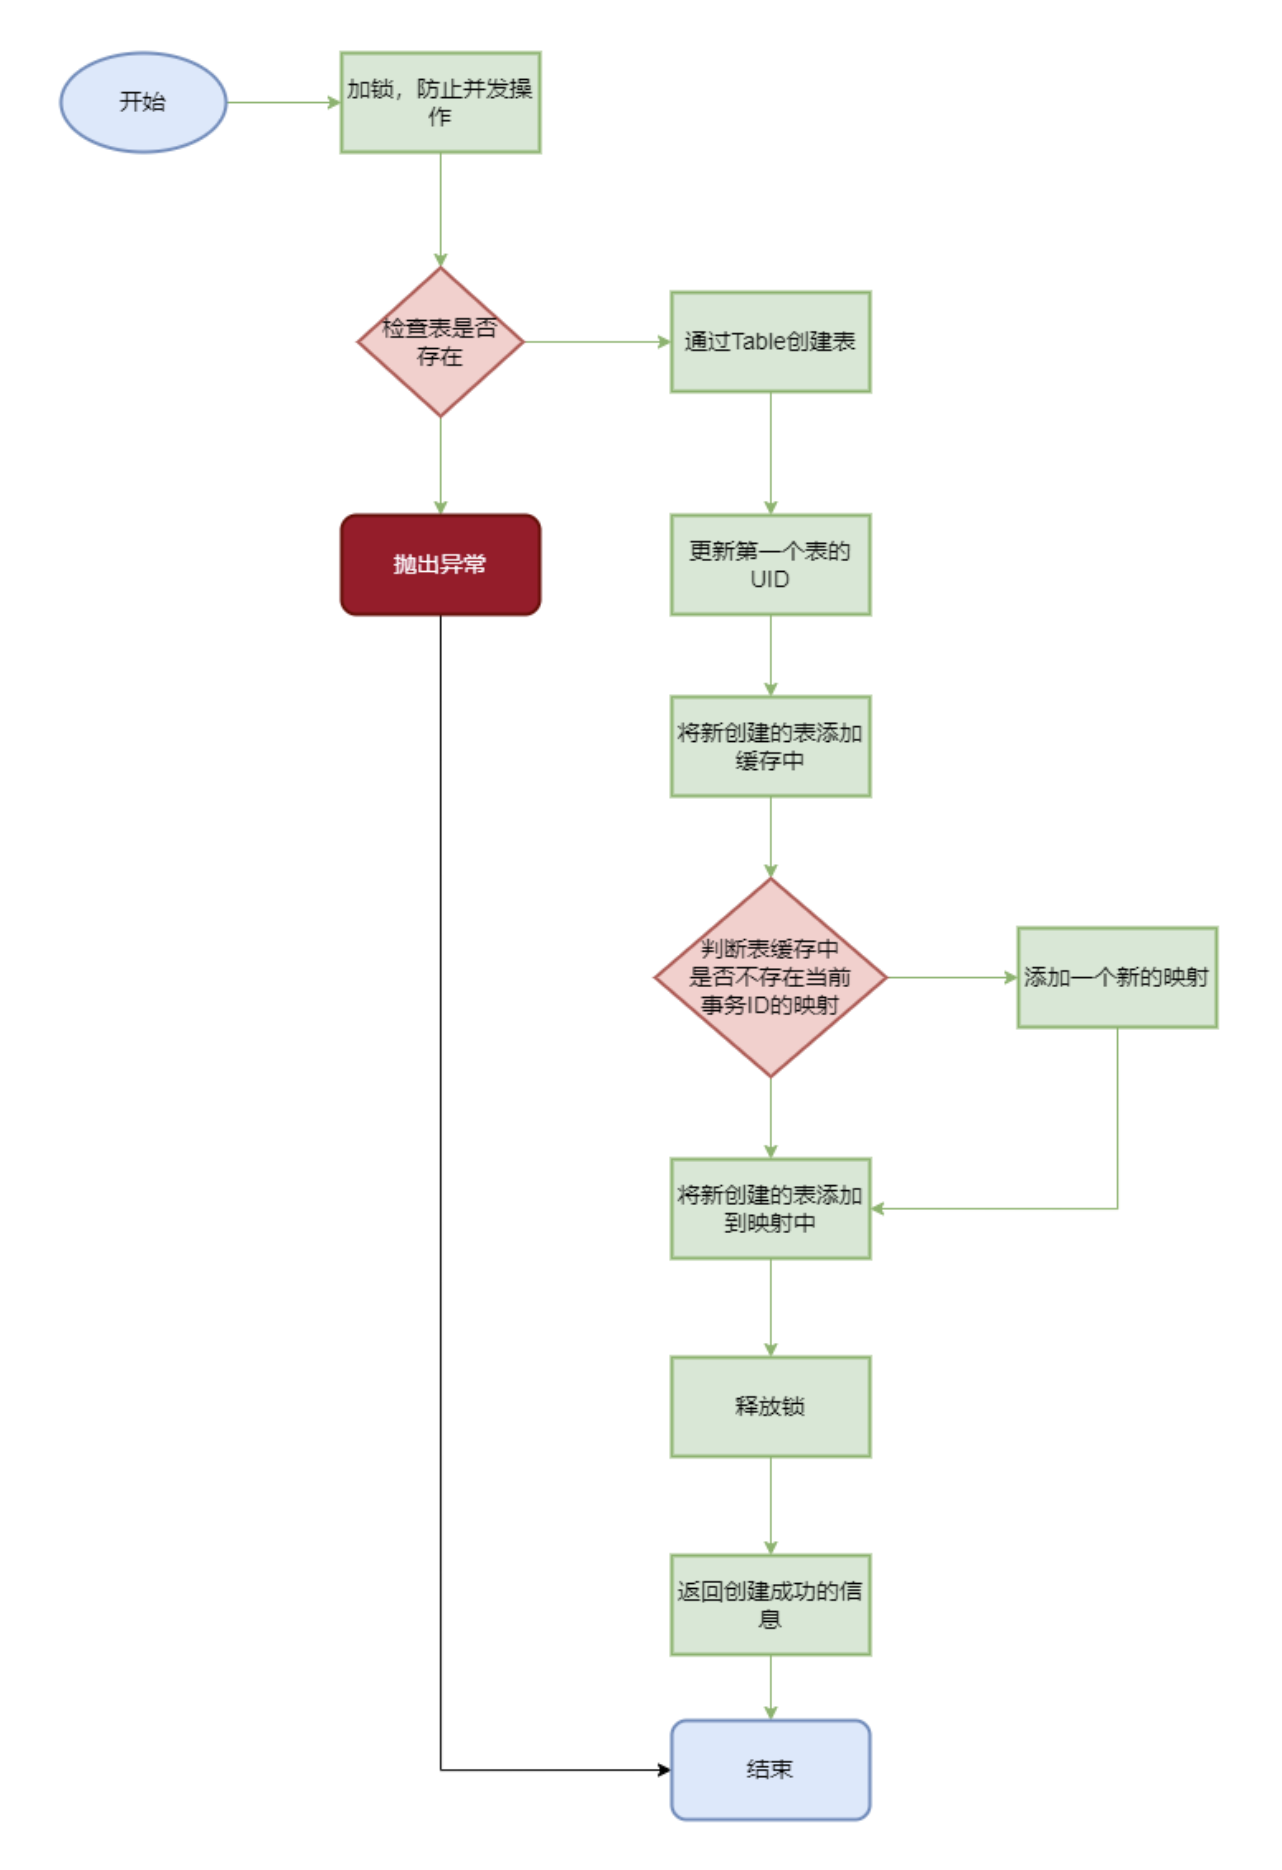 开始
加锁，防止并发操
作
检查表是否
存在
通过Table创建表
抛出异常
更新第一个表的
UID
将新创建的表添加
缓存中
判断表缓存中
是否不存在当前
事务ID的映射
添加一个新的映射
将新创建的表添加
到映射中
释放锁
返回创建成功的信
息
结束